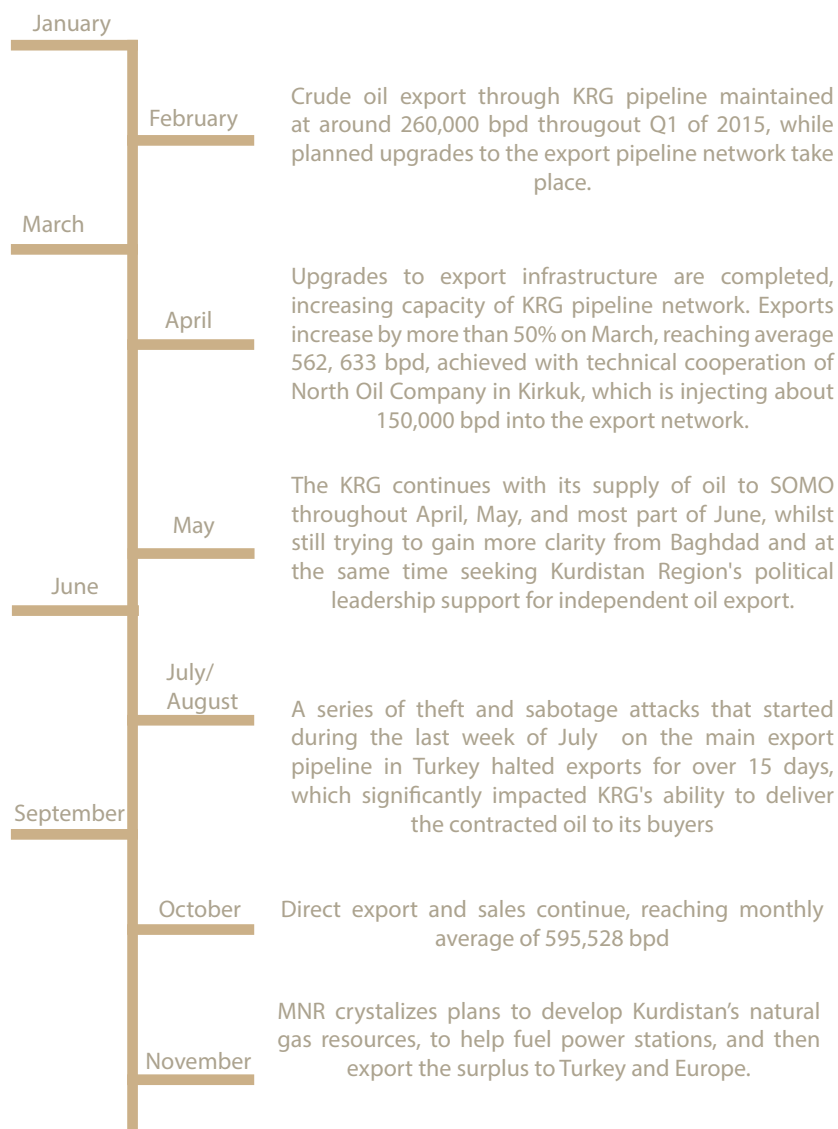 January
February
Crude oil export through KRG pipeline maintained
at around 260,000 bpd througout Q1 of 2015, while
planned upgrades to the export pipeline network take
place.
March
April
Upgrades to export infrastructure are completed,
increasing capacity of KRG pipeline network. Exports
increase by more than 50% on March, reaching average
562, 633 bpd, achieved with technical cooperation of
North Oil Company in Kirkuk, which is injecting about
150,000 bpd into the export network.
May
The KRG continues with its supply of oil to SOMO
throughout April, May, and most part of June, whilst
still trying to gain more clarity from Baghdad and at
the same time seeking Kurdistan Region's political
leadership support for independent oil export.
June
July/
August
A series of theft and sabotage attacks that started
during the last week of July on the main export
pipeline in Turkey halted exports for over 15 days,
which significantly impacted KRG's ability to deliver
the contracted oil to its buyers
September
October
Direct export and sales continue, reaching monthly
average of 595,528 bpd
November
MNR crystalizes plans to develop Kurdistan’s natural
gas resources, to help fuel power stations, and then
export the surplus to Turkey and Europe.